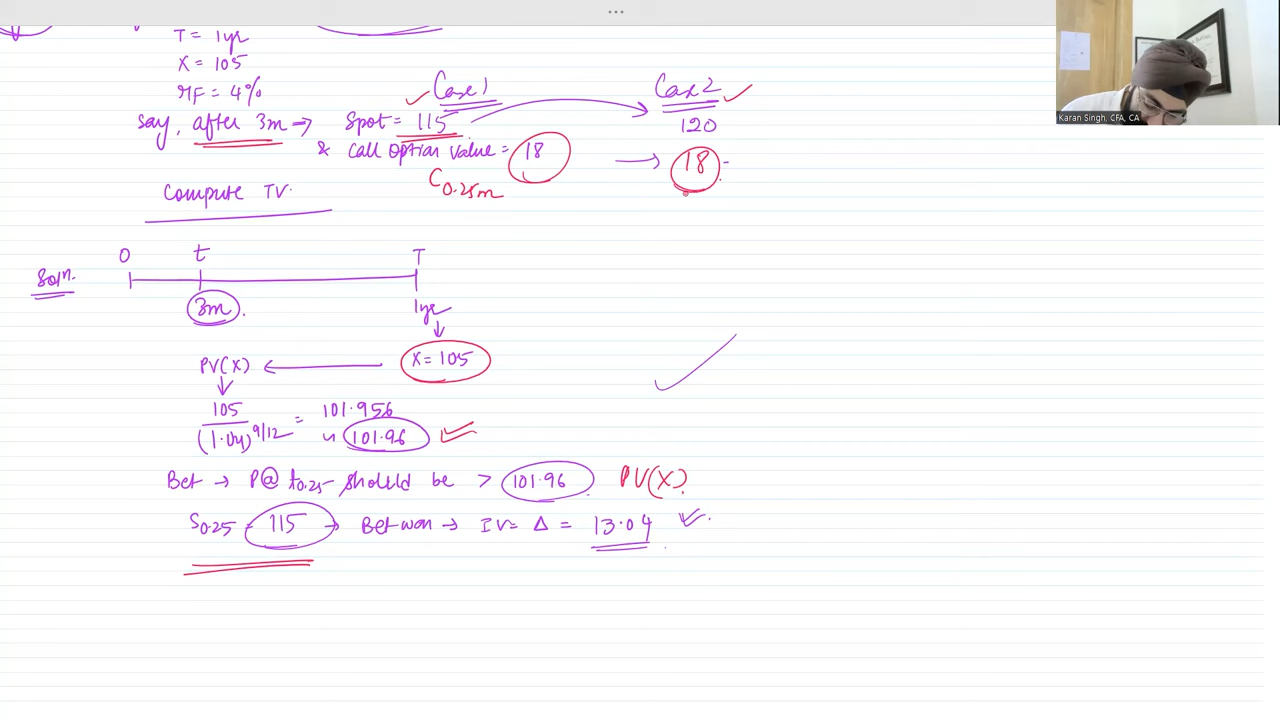 T = 1yr
X = 105
rF = 4%
Case 1
Case 2
say, after 3m → Spot = 115
120
& Call Option Value = 18 → 18
C0.25m
Compute TV.
0 t T
Soln.
3m 1yr
PV(X) ← X = 105
105
(1.04)^9/12
= 101.956
≈ 101.96
Bet → P@ t0.25 should be > 101.96 PV(X)
S0.25 = 115 → Bet won → IV = Δ = 13.04
Karan Singh, CFA, CA